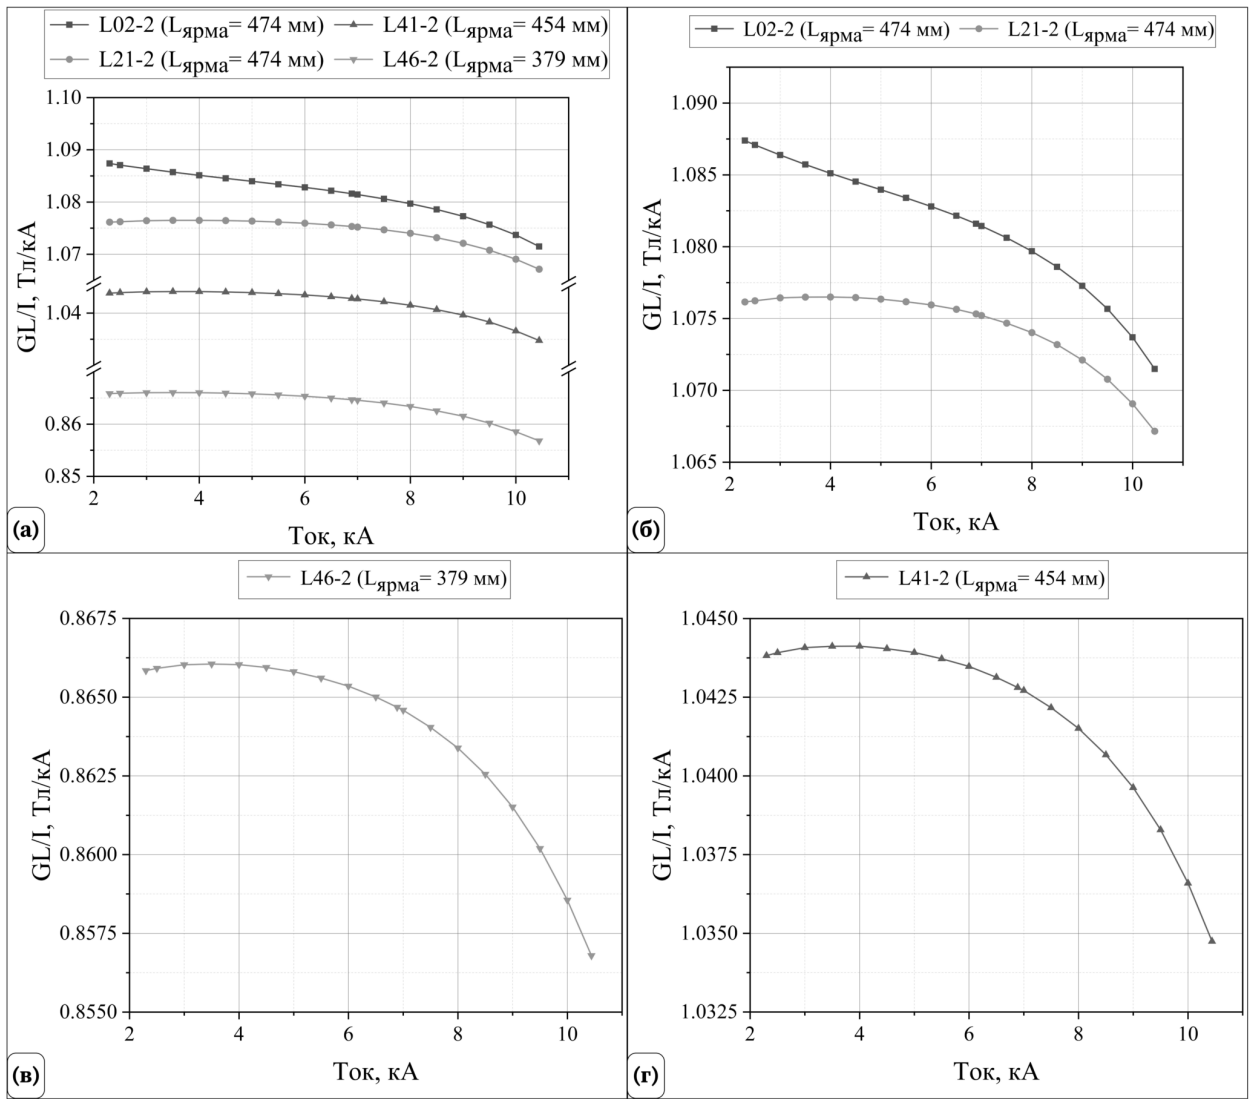 L02-2 (Lярма= 474 мм) L41-2 (Lярма= 454 мм)
L21-2 (Lярма= 474 мм) L46-2 (Lярма= 379 мм)
1.10
1.09
1.08
1.07
1.04
0.86
0.85
GL/I, Тл/кА
2 4 6 8 10
Ток, кА
(а)
L02-2 (Lярма= 474 мм) L21-2 (Lярма= 474 мм)
1.090
1.085
1.080
1.075
1.070
1.065
GL/I, Тл/кА
2 4 6 8 10
Ток, кА
(б)
L46-2 (Lярма= 379 мм)
0.8675
0.8650
0.8625
0.8600
0.8575
0.8550
GL/I, Тл/кА
2 4 6 8 10
Ток, кА
(в)
L41-2 (Lярма= 454 мм)
1.0450
1.0425
1.0400
1.0375
1.0350
1.0325
GL/I, Тл/кА
2 4 6 8 10
Ток, кА
(г)